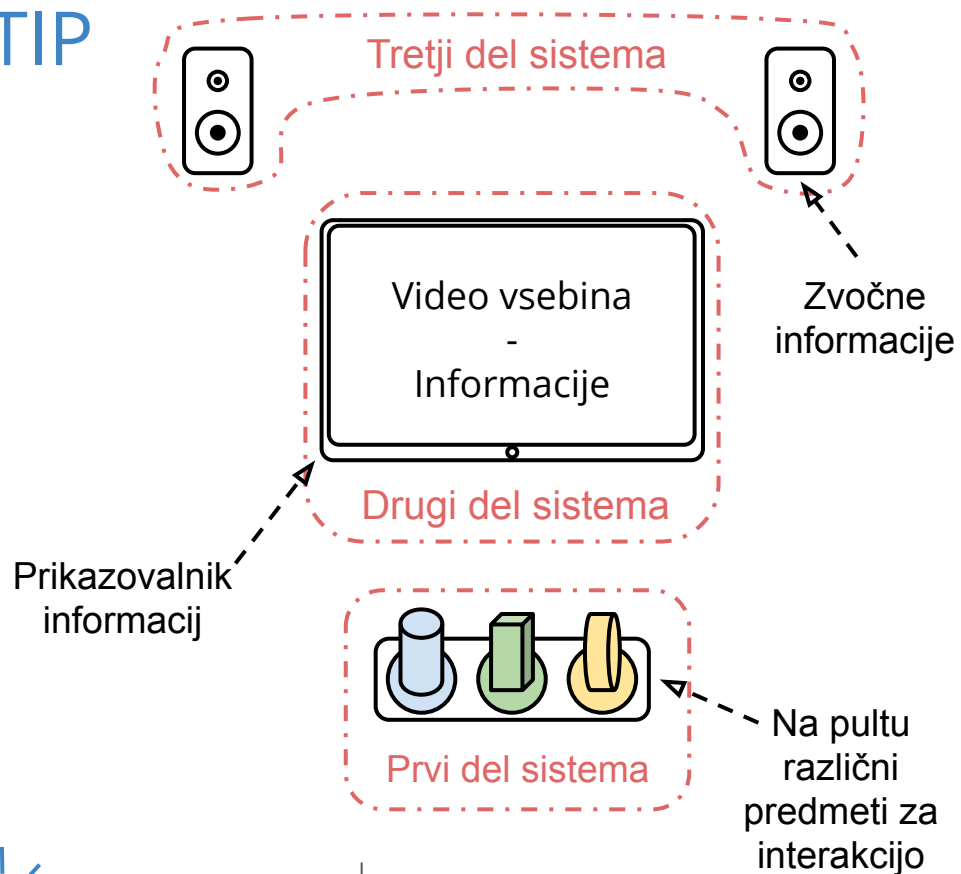 TIP
Tretji del sistema
Zvočne
informacije
Video vsebina
-
Informacije
Drugi del sistema
Prikazovalnik
informacij
Prvi del sistema
Na pultu
različni
predmeti za
interakcijo